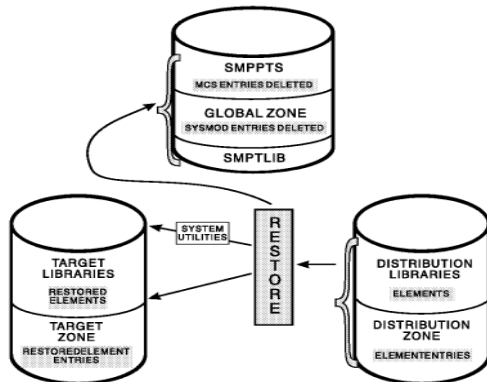 SMPPTS
MCS ENTRIES DELETED
GLOBAL ZONE
SYSMOD ENTRIES DELETED
SMPTLIB
SYSTEM
UTILITIES
RESTORE
TARGET
LIBRARIES
RESTORED
ELEMENTS
TARGET
ZONE
RESTOREDELEMENT
ENTRIES
DISTRIBUTION
LIBRARIES
ELEMENTS
DISTRIBUTION
ZONE
ELEMENTENTRIES